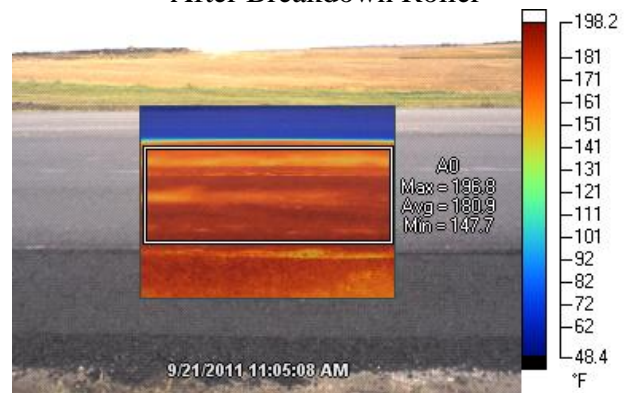 After Breakdown Roller
198.2
181
171
161
151
141
131
121
111
101
92
82
72
62
48.4
°F
A0
Max = 196.8
Avg = 180.9
Min = 147.7
9/21/2011 11:05:08 AM